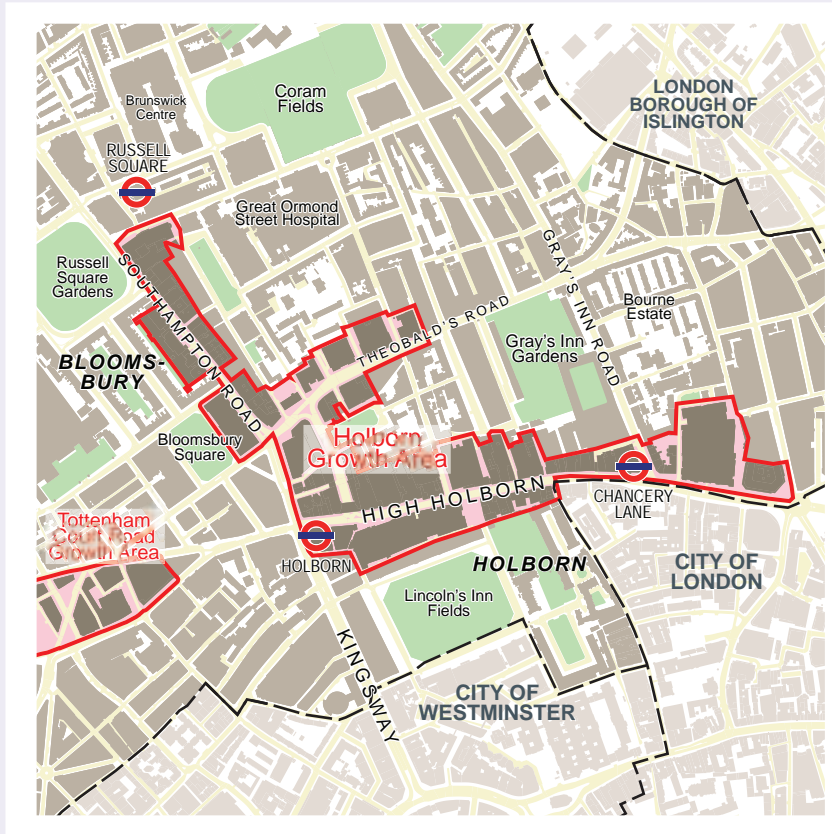 Coram
Fields
Brunswick
Centre
LONDON
BOROUGH OF
ISLINGTON
RUSSELL
SQUARE
Great Ormond
Street Hospital
Russell
Square
Gardens
SOUTHAMPTON ROAD
GRAY'S INN ROAD
THEOBALD'S ROAD
Bourne
Estate
Gray's Inn
Gardens
BLOOMS-
BURY
Bloomsbury
Square
Holborn
Growth Area
HIGH HOLBORN
CHANCERY
LANE
Tottenham
Court Road
Growth Area
HOLBORN
HOLBORN
CITY OF
LONDON
Lincoln's Inn
Fields
KINGSWAY
CITY OF
WESTMINSTER